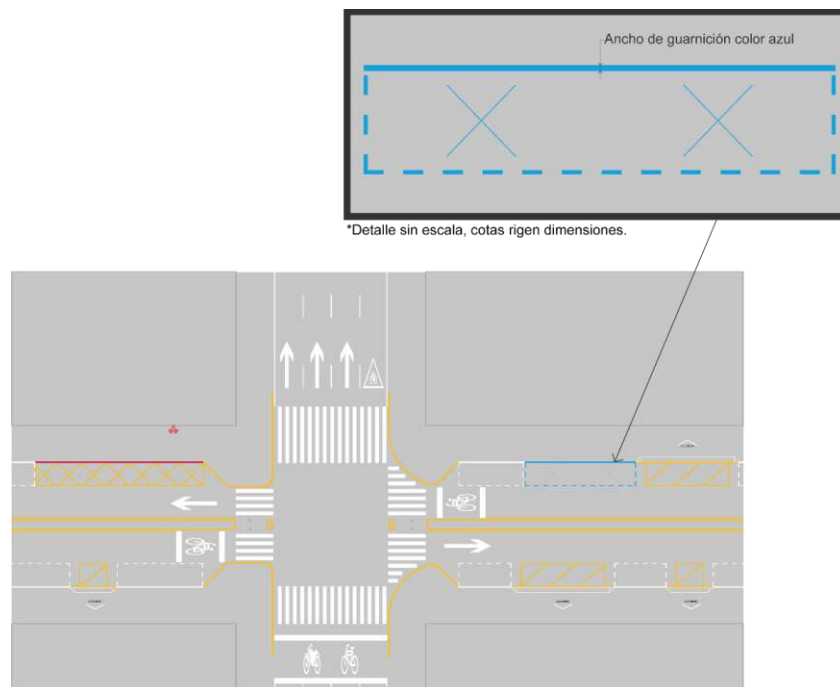 Ancho de guarnición color azul
*Detalle sin escala, cotas rigen dimensiones.